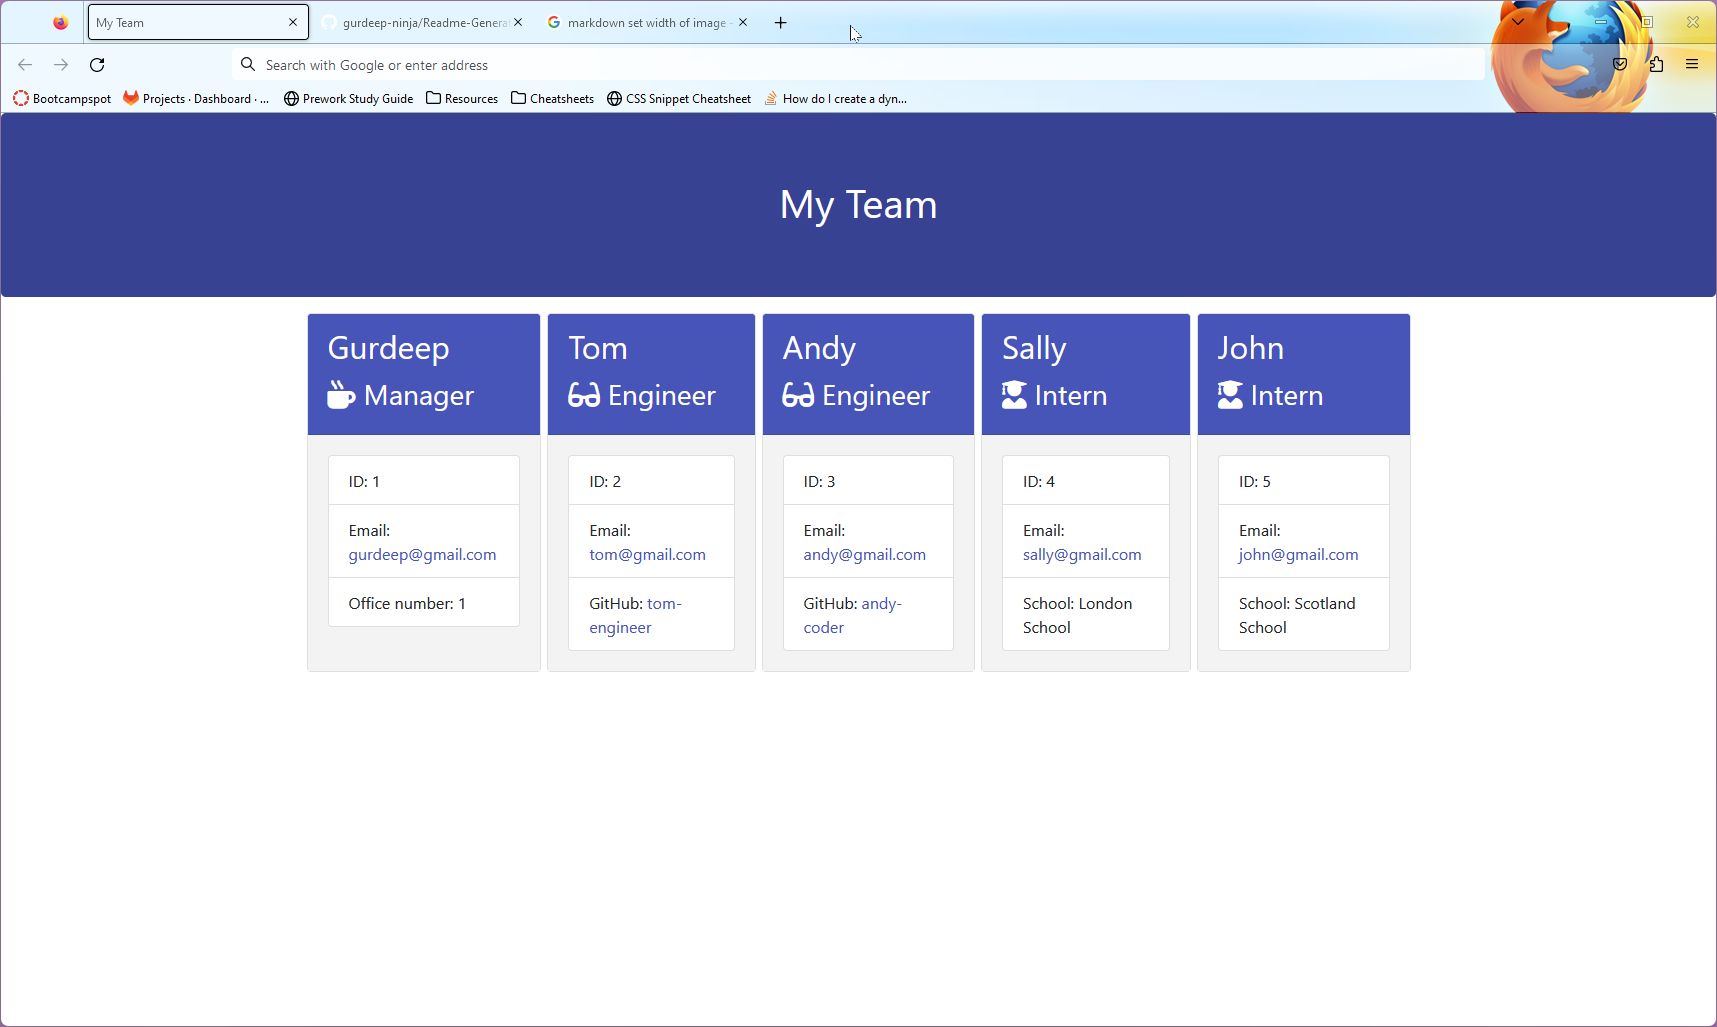 My Team
gurdeep-ninja/Readme-Genera
markdown set width of image -
Search with Google or enter address
Bootcampspot
Projects · Dashboard · ...
Prework Study Guide
Resources
Cheatsheets
CSS Snippet Cheatsheet
How do I create a dyn...
My Team
Gurdeep
Manager
ID: 1
Email:
gurdeep@gmail.com
Office number: 1
Tom
Engineer
ID: 2
Email:
tom@gmail.com
GitHub: tom-
engineer
Andy
Engineer
ID: 3
Email:
andy@gmail.com
GitHub: andy-
coder
Sally
Intern
ID: 4
Email:
sally@gmail.com
School: London
School
John
Intern
ID: 5
Email:
john@gmail.com
School: Scotland
School